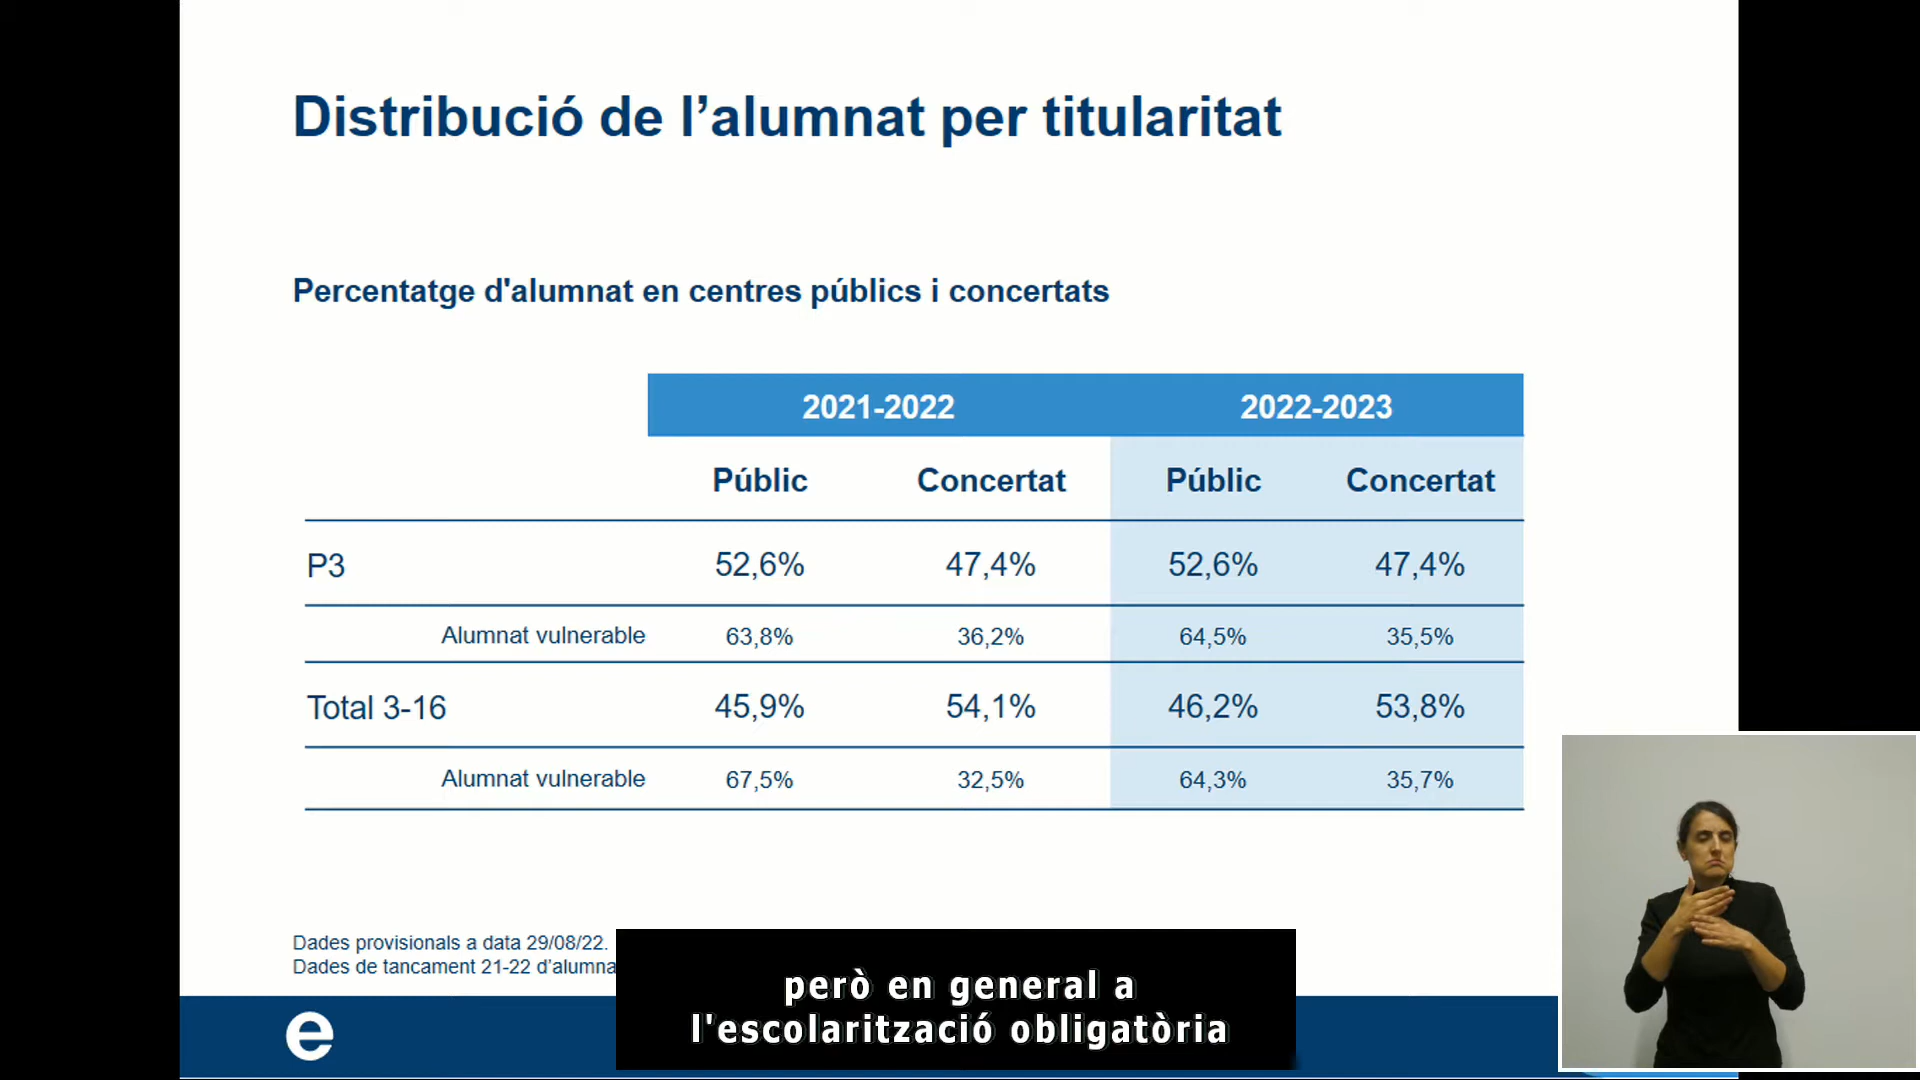 Distribució de l’alumnat per titularitat
Percentatge d'alumnat en centres públics i concertats
2021-2022 2022-2023
Públic Concertat Públic Concertat
P3 52,6% 47,4% 52,6% 47,4%
Alumnat vulnerable 63,8% 36,2% 64,5% 35,5%
Total 3-16 45,9% 54,1% 46,2% 53,8%
Alumnat vulnerable 67,5% 32,5% 64,3% 35,7%
Dades provisionals a data 29/08/22.
Dades de tancament 21-22 d’alumna
però en general a
l'escolarització obligatòria
e